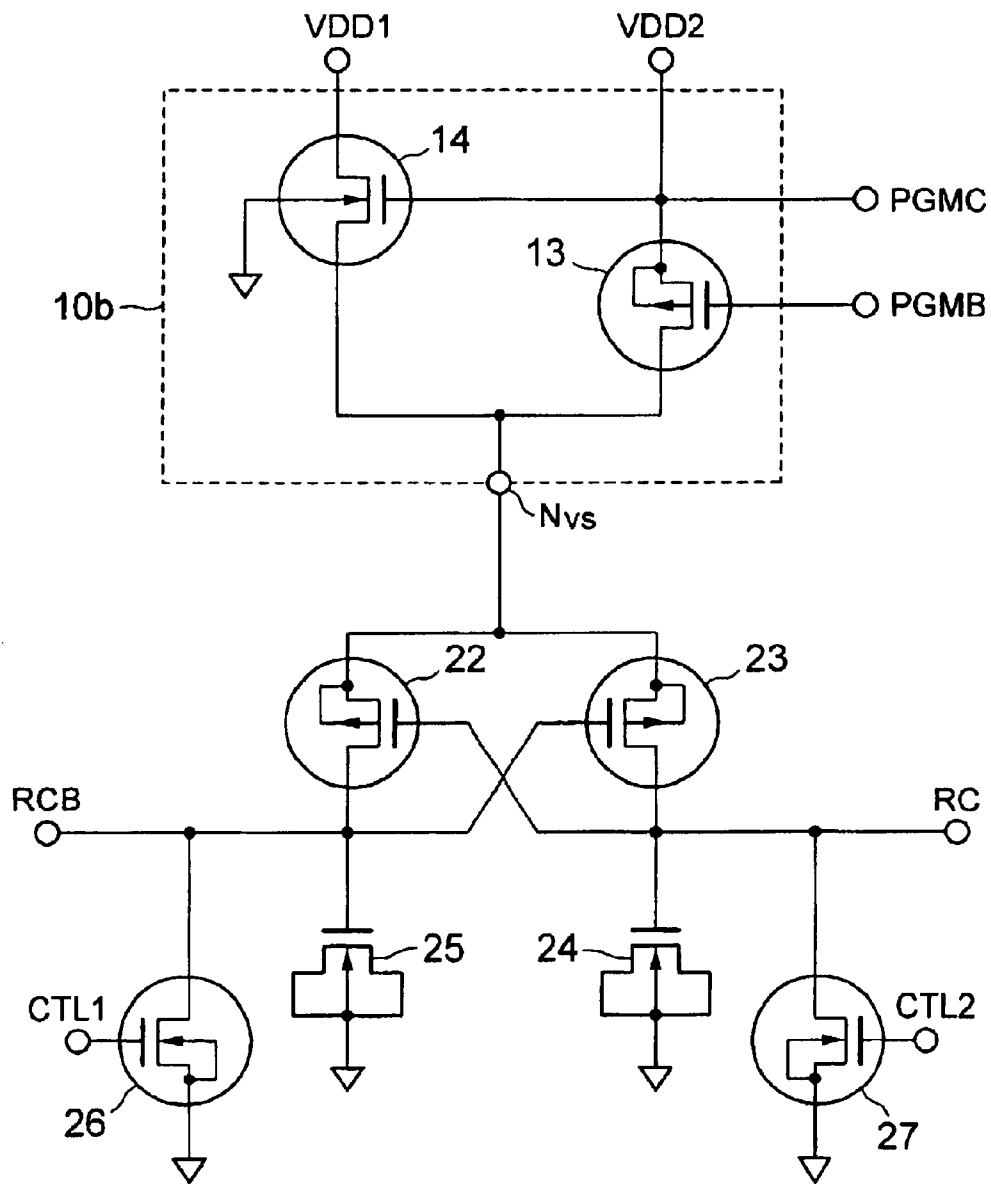 VDD1
VDD2
14
PGMC
13
10b
PGMB
Nvs
22
23
RCB
RC
25
24
CTL1
CTL2
26
27